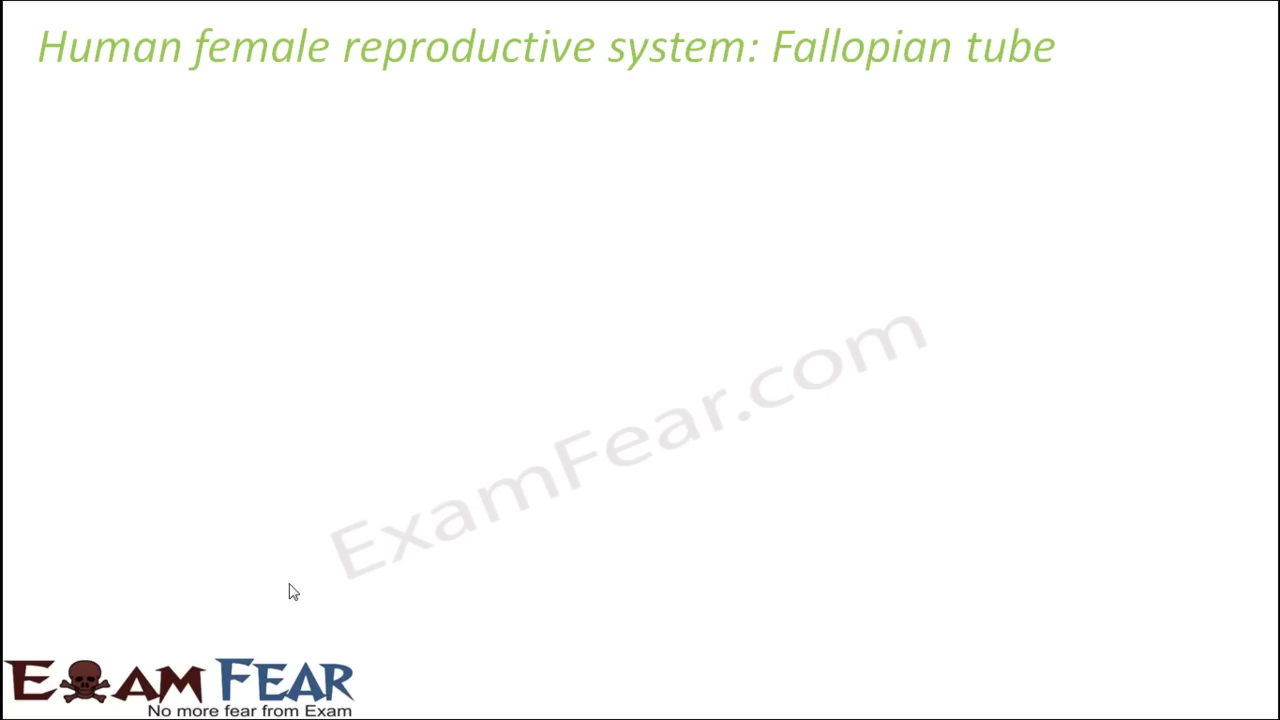 Human female reproductive system: Fallopian tube
ExamFear.com
EXAM FEAR
No more fear from Exam